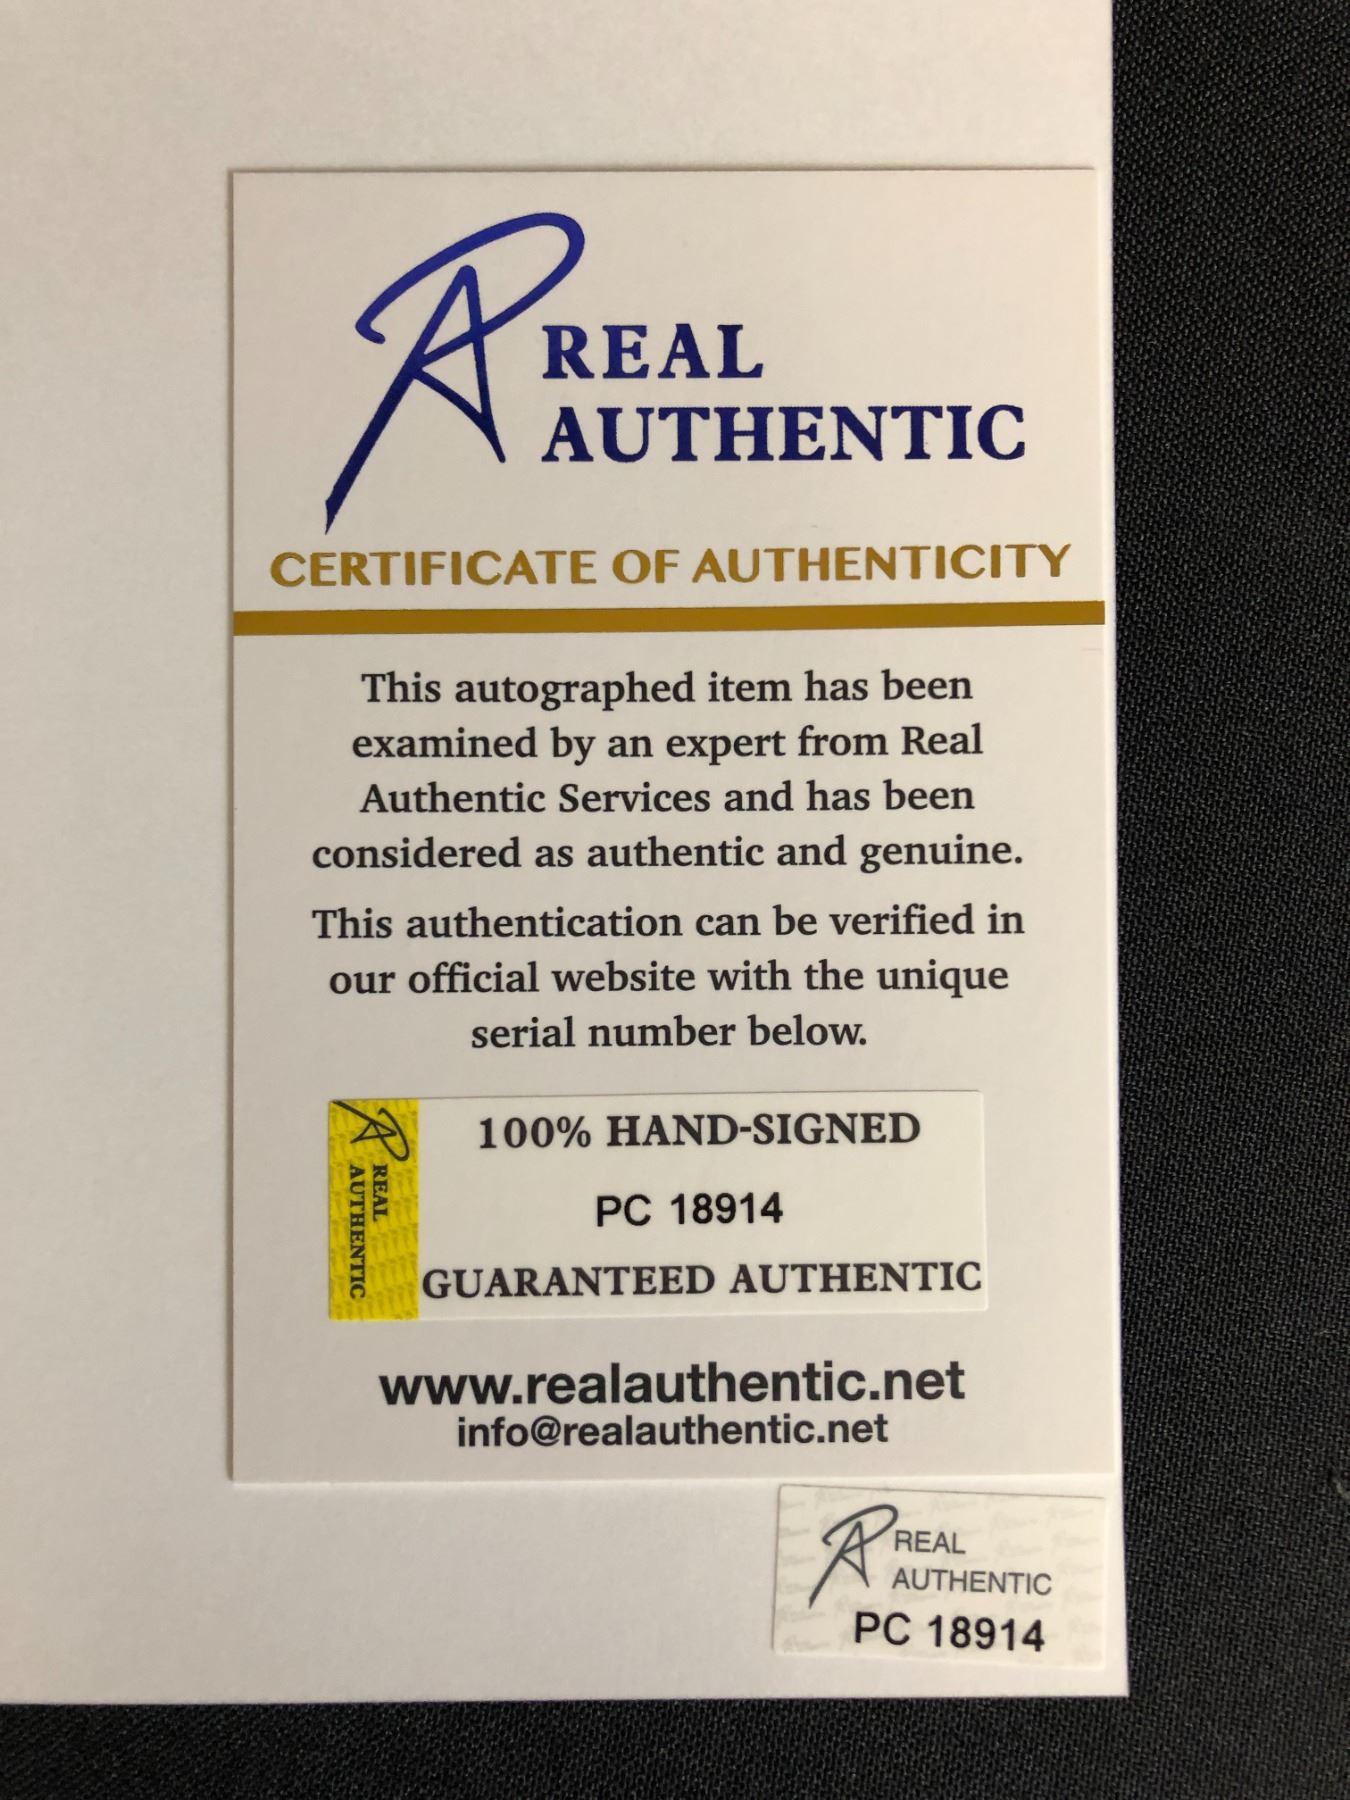 REAL
AUTHENTIC
CERTIFICATE OF AUTHENTICITY
This autographed item has been
examined by an expert from Real
Authentic Services and has been
considered as authentic and genuine.
This authentication can be verified in
our official website with the unique
serial number below.
REAL
AUTHENTIC
100% HAND-SIGNED
PC 18914
GUARANTEED AUTHENTIC
www.realauthentic.net
info@realauthentic.net
REAL
AUTHENTIC
PC 18914